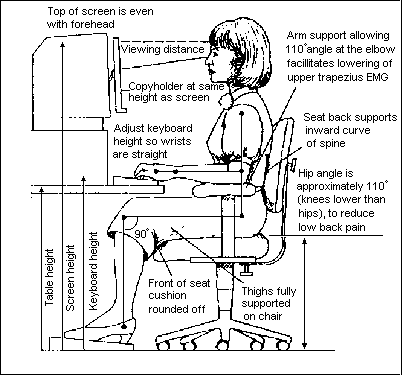 Top of screen is even
with forehead
Viewing distance
Arm support allowing
110° angle at the elbow
facillitates lowering of
upper trapezius EMG
Copyholder at same
height as screen
Seat back supports
inward curve
of spine
Adjust keyboard
height so wrists
are straight
Hip angle is
approximately 110°
(knees lower than
hips), to reduce
low back pain
90°
Table height
Screen height
Keyboard height
Front of seat
cushion
rounded off
Thighs fully
supported
on chair